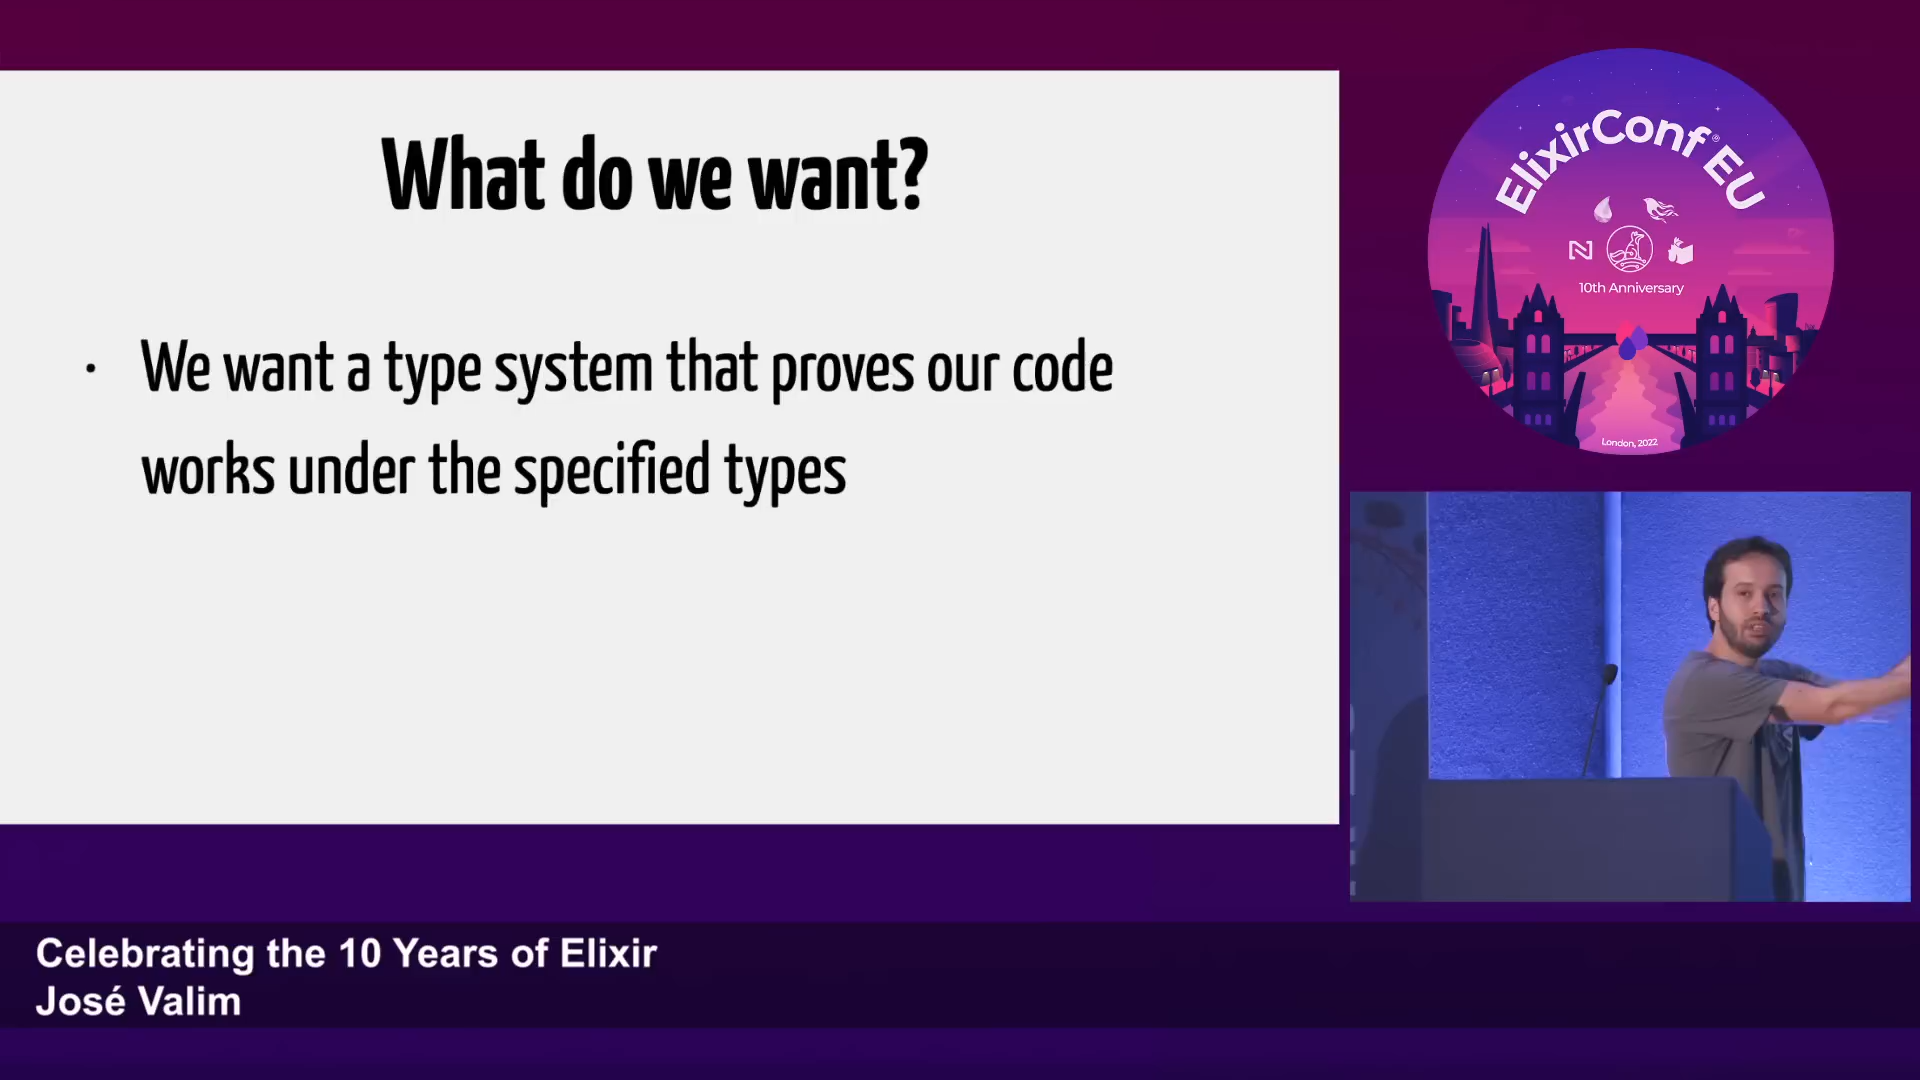 What do we want?
· We want a type system that proves our code
works under the specified types
ElixirConf® EU
10th Anniversary
London, 2022
Celebrating the 10 Years of Elixir
José Valim